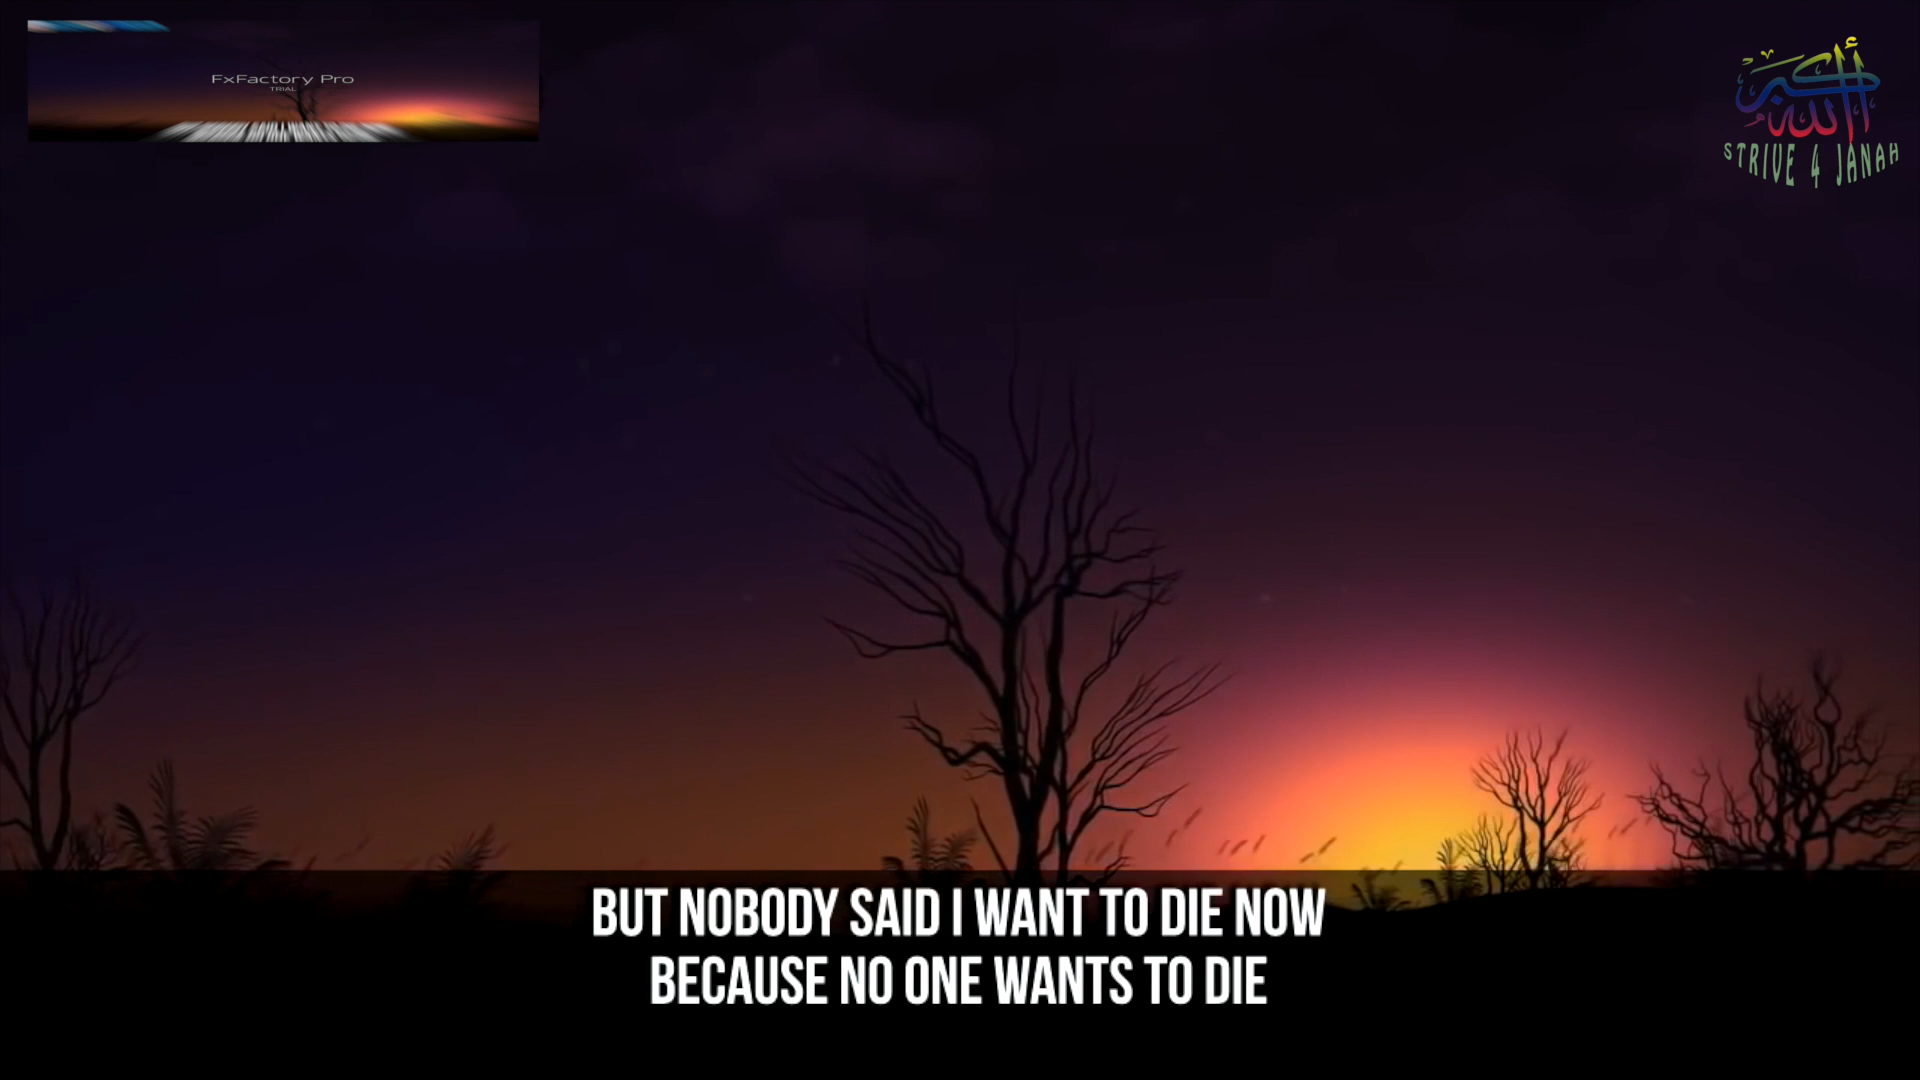 FxFactory Pro
TRIAL
الله أكبر
STRIVE 4 JANAH
BUT NOBODY SAID I WANT TO DIE NOW
BECAUSE NO ONE WANTS TO DIE